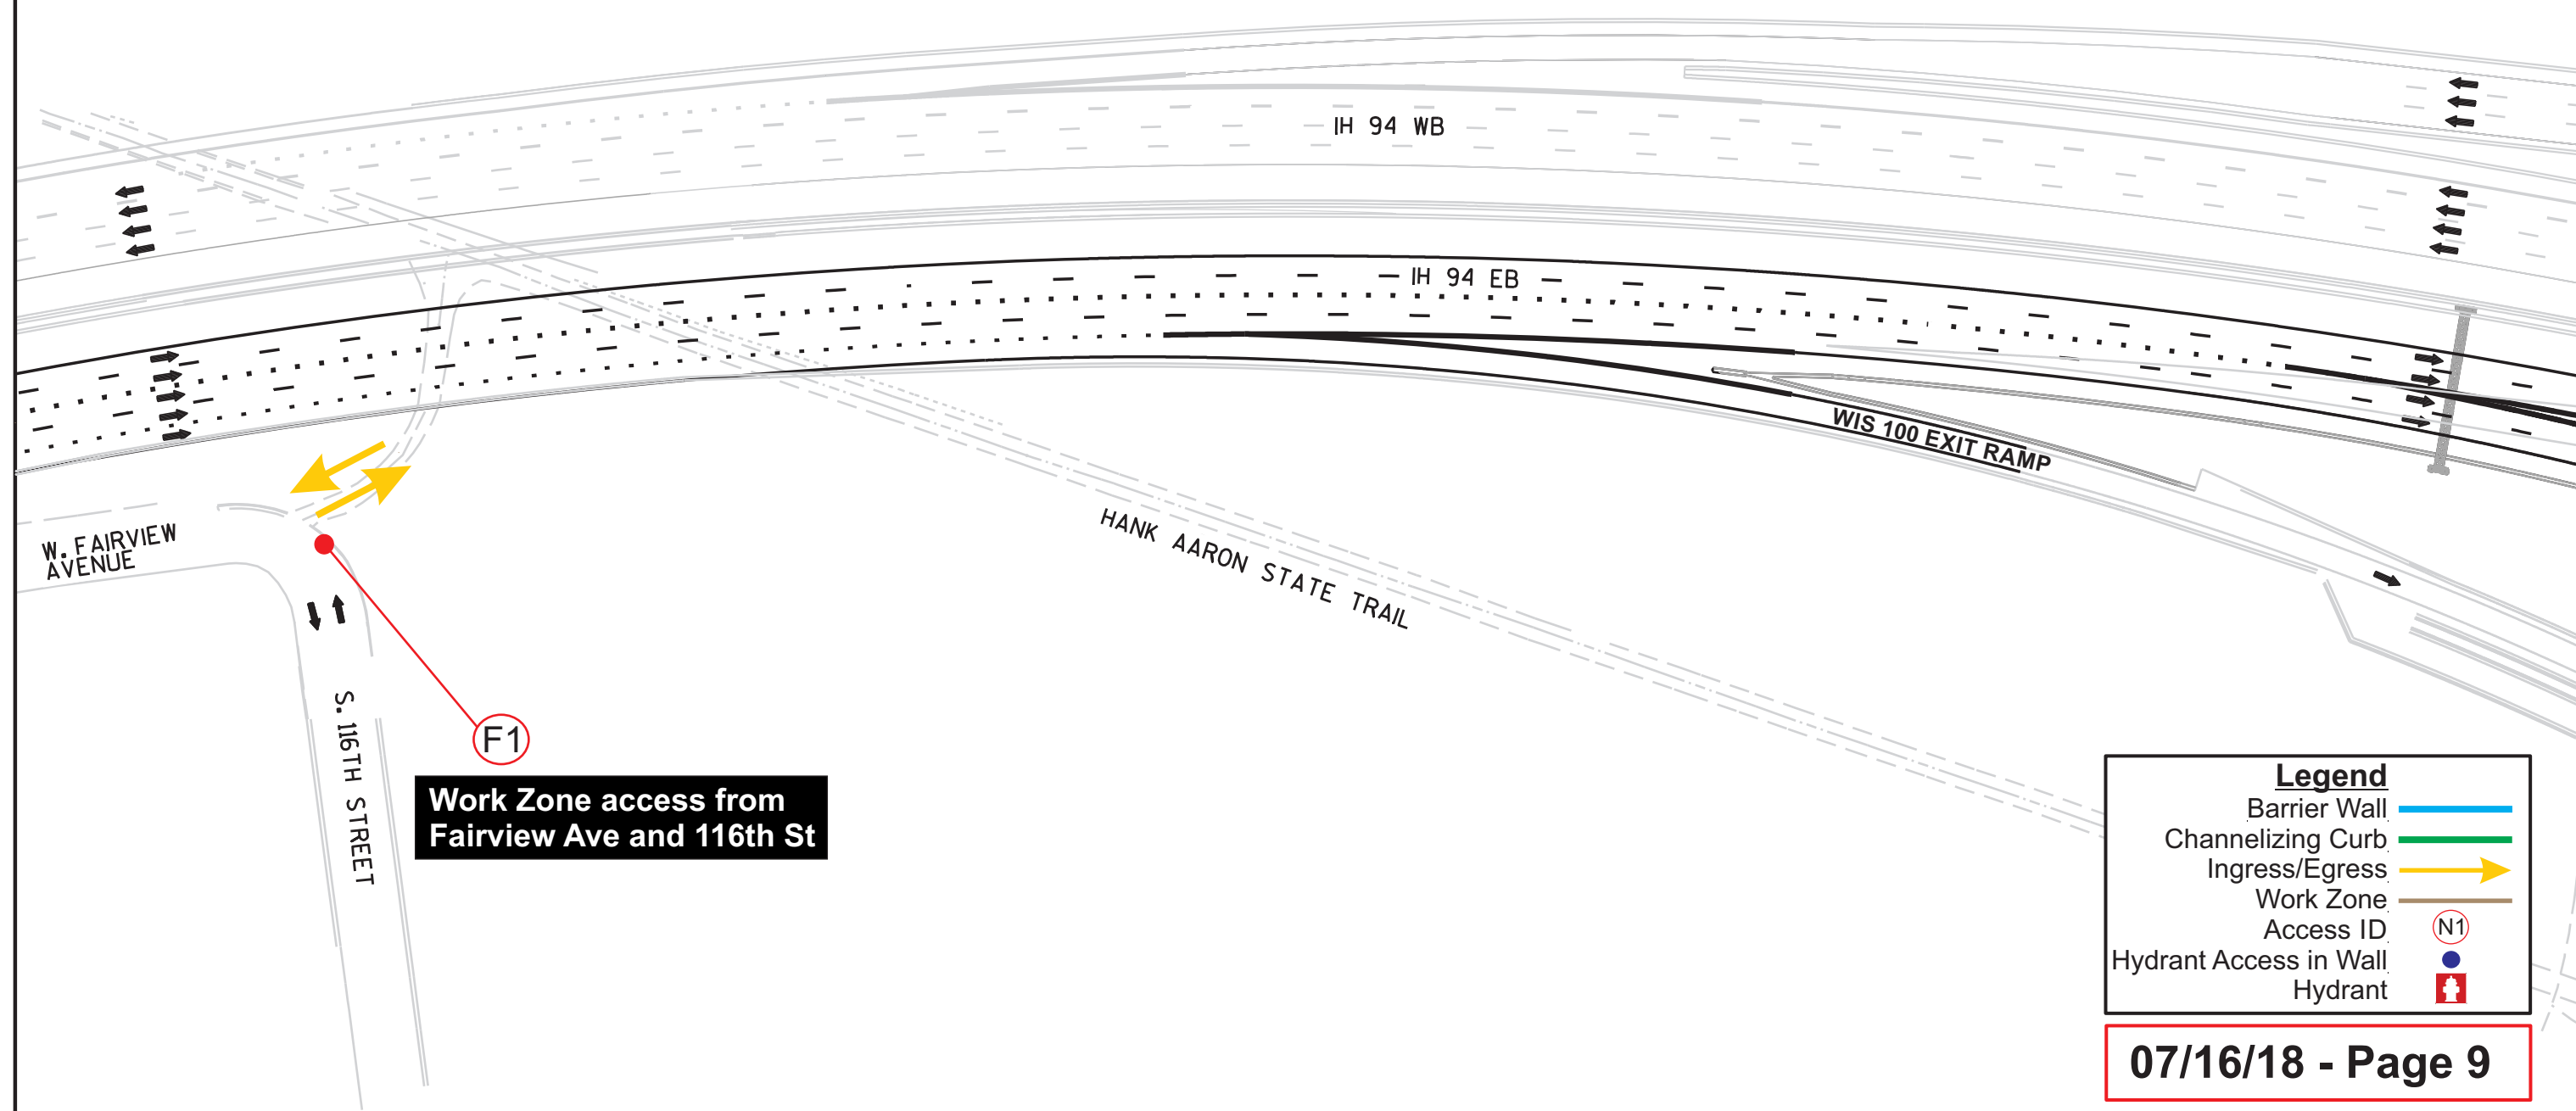 IH 94 WB
IH 94 EB
WIS 100 EXIT RAMP
W. FAIRVIEW
AVENUE
HANK AARON STATE TRAIL
S. 116TH STREET
F1
Work Zone access from
Fairview Ave and 116th St
Legend
Barrier Wall
Channelizing Curb
Ingress/Egress
Work Zone
Access ID
N1
Hydrant Access in Wall
Hydrant
07/16/18 - Page 9